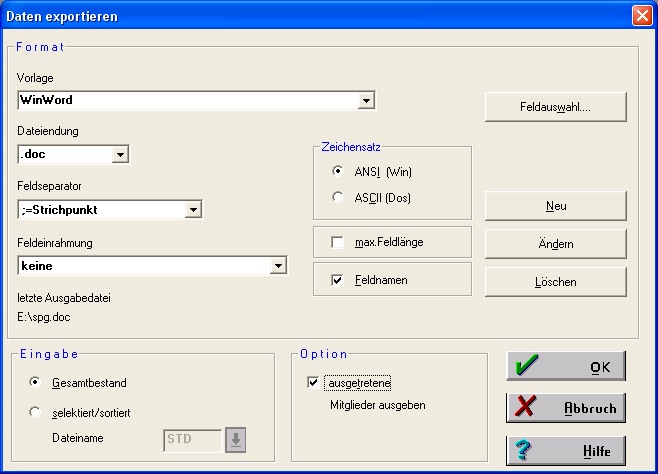 Daten exportieren
Format
Vorlage
WinWord
Feldauswahl....
Dateiendung
.doc
Zeichensatz
ANSI (Win)
ASCII (Dos)
Feldseparator
;=Strichpunkt
Neu
Feldeinrahmung
keine
max.Feldlänge
Ändern
Feldnamen
Löschen
letzte Ausgabedatei
E:\spg.doc
Eingabe
Gesamtbestand
selektiert/sortiert
Dateiname
STD
Option
ausgetretene
Mitglieder ausgeben
OK
Abbruch
Hilfe